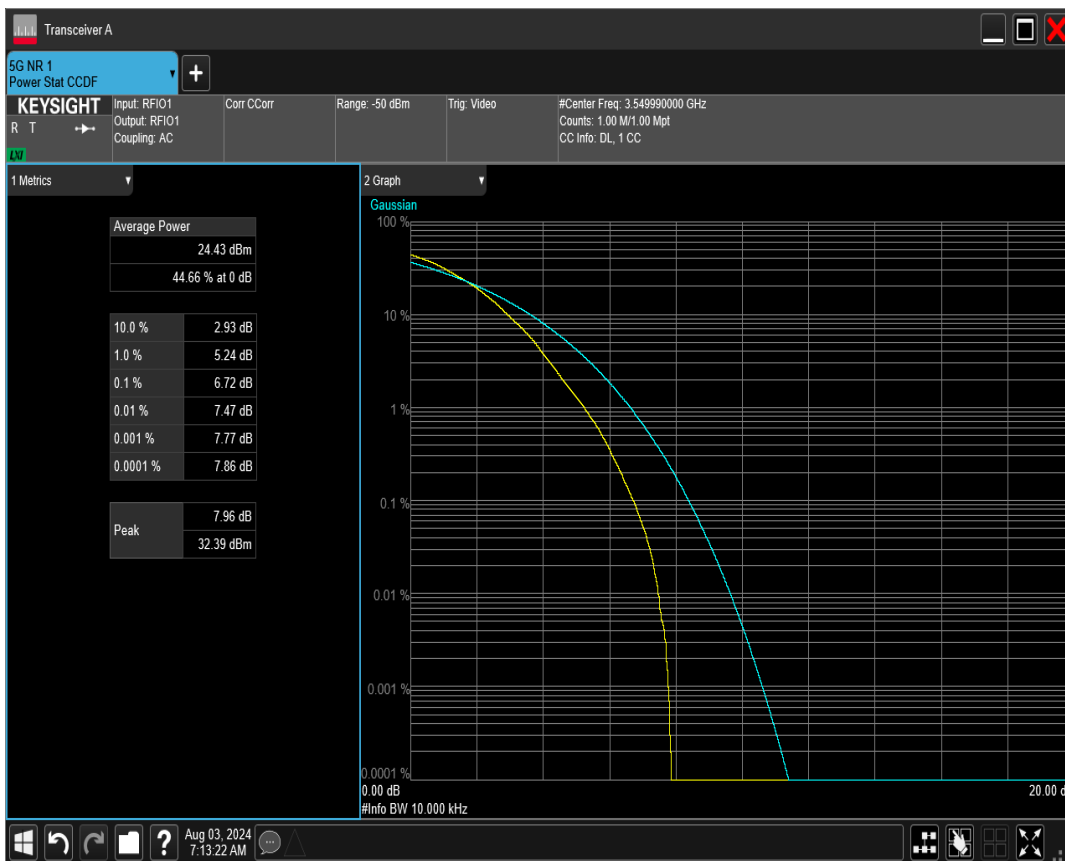 Transceiver A
5G NR 1
Power Stat CCDF
KEYSIGHT
R T
LXI
Input: RFIO1
Output: RFIO1
Coupling: AC
Corr CCorr
Range: -50 dBm
Trig: Video
#Center Freq: 3.549990000 GHz
Counts: 1.00 M/1.00 Mpt
CC Info: DL, 1 CC
1 Metrics
Average Power
24.43 dBm
44.66 % at 0 dB
10.0 % 2.93 dB
1.0 % 5.24 dB
0.1 % 6.72 dB
0.01 % 7.47 dB
0.001 % 7.77 dB
0.0001 % 7.86 dB
Peak 7.96 dB
32.39 dBm
2 Graph
Gaussian
100 %
10 %
1 %
0.1 %
0.01 %
0.001 %
0.0001 %
0.00 dB 20.00 d
#Info BW 10.000 kHz
?
Aug 03, 2024
7:13:22 AM